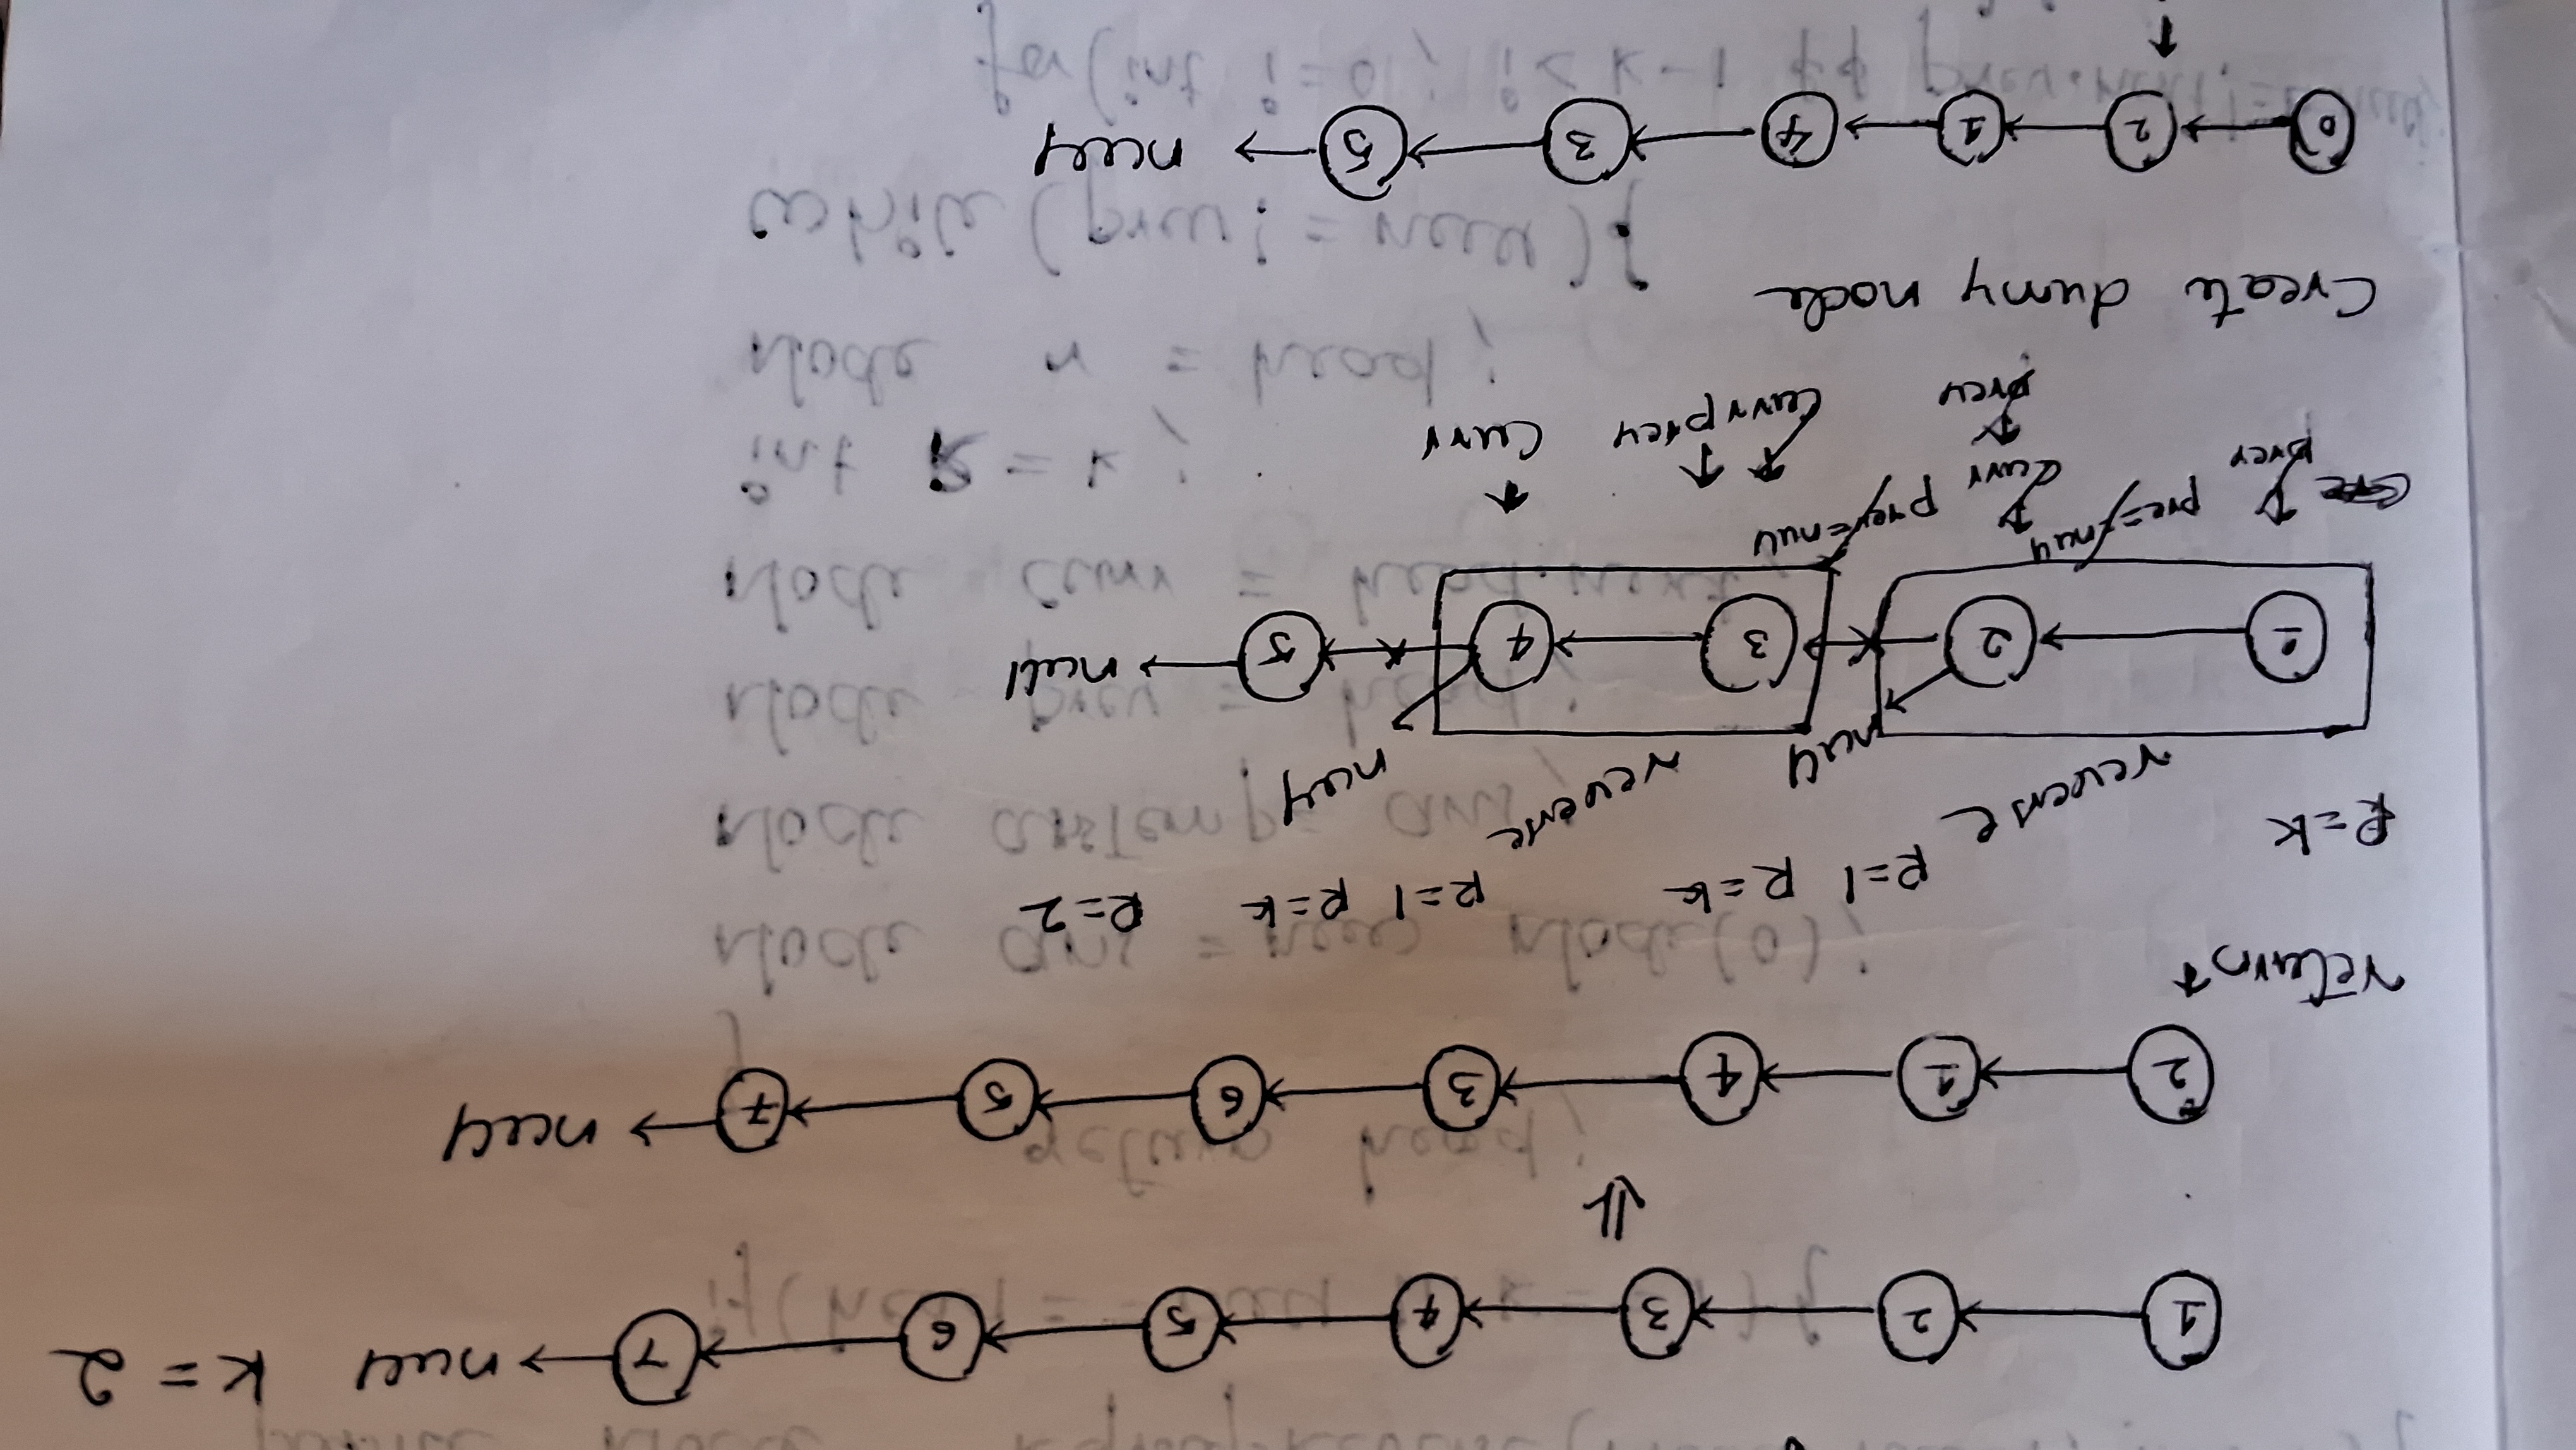 1 → 2 → 3 → 4 → 5 → 6 → 7 → null K = 2
⇓
2 → 1 → 4 → 3 → 6 → 5 → 7 → null
return↑
R=1 R=k R=1 R=k R=2
R=k
reverse null reverse null
1 → 2 → 3 → 4 → 5 → null
prev pre=null curr prev=null curr prev curr
prev
Create dumy node
0 → 2 → 1 → 4 → 3 → 5 → null
↑